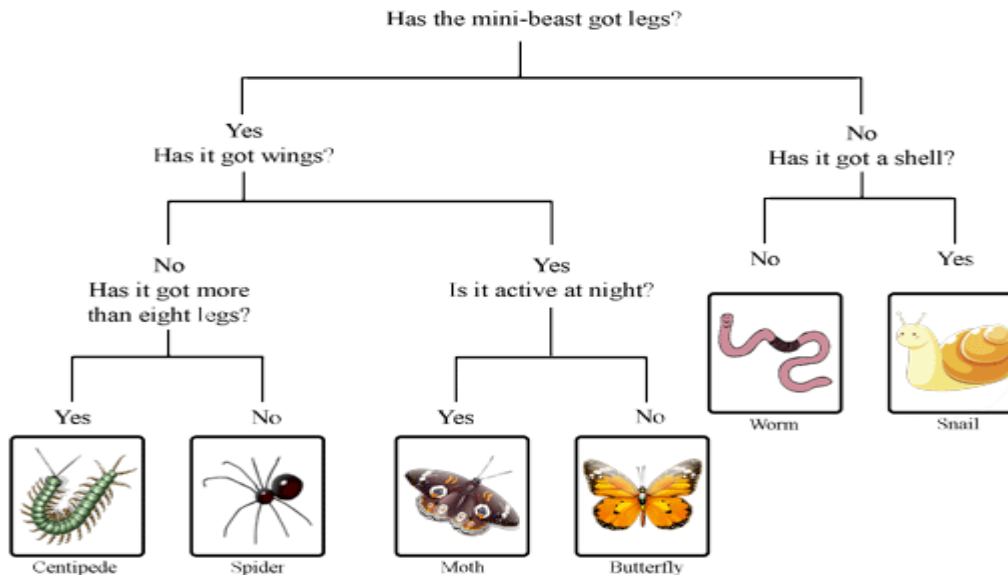 Has the mini-beast got legs?
Yes
Has it got wings?
No
Has it got a shell?
No
Has it got more
than eight legs?
Yes
Is it active at night?
No
Yes
Yes
No
Yes
No
Worm
Snail
Centipede
Spider
Moth
Butterfly